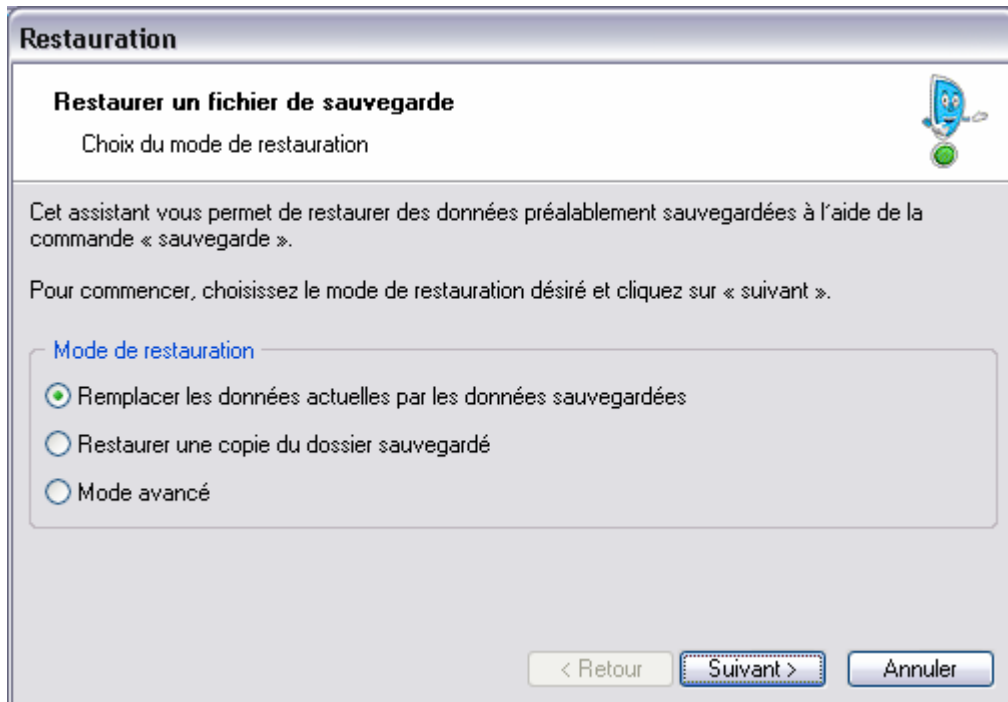 Restauration
Restaurer un fichier de sauvegarde
Choix du mode de restauration
Cet assistant vous permet de restaurer des données préalablement sauvegardées à l'aide de la
commande « sauvegarde ».
Pour commencer, choisissez le mode de restauration désiré et cliquez sur « suivant ».
Mode de restauration
Remplacer les données actuelles par les données sauvegardées
Restaurer une copie du dossier sauvegardé
Mode avancé
< Retour
Suivant >
Annuler